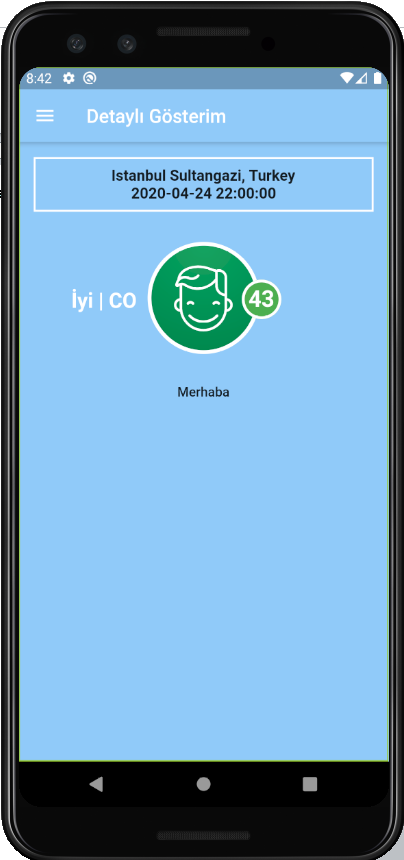 8:42
Detaylı Gösterim
Istanbul Sultangazi, Turkey
2020-04-24 22:00:00
İyi | CO
43
Merhaba